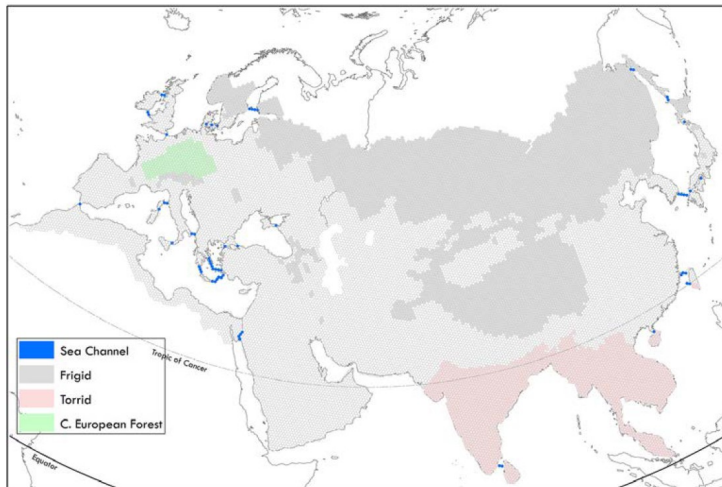 Sea Channel
Frigid
Torrid
C. European Forest
Tropic of Cancer
Equator